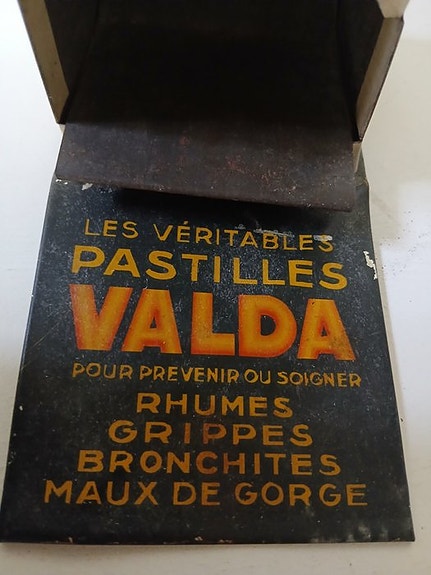 LES VÉRITABLES
PASTILLES
VALDA
POUR PREVENIR OU SOIGNER
RHUMES
GRIPPES
BRONCHITES
MAUX DE GORGE